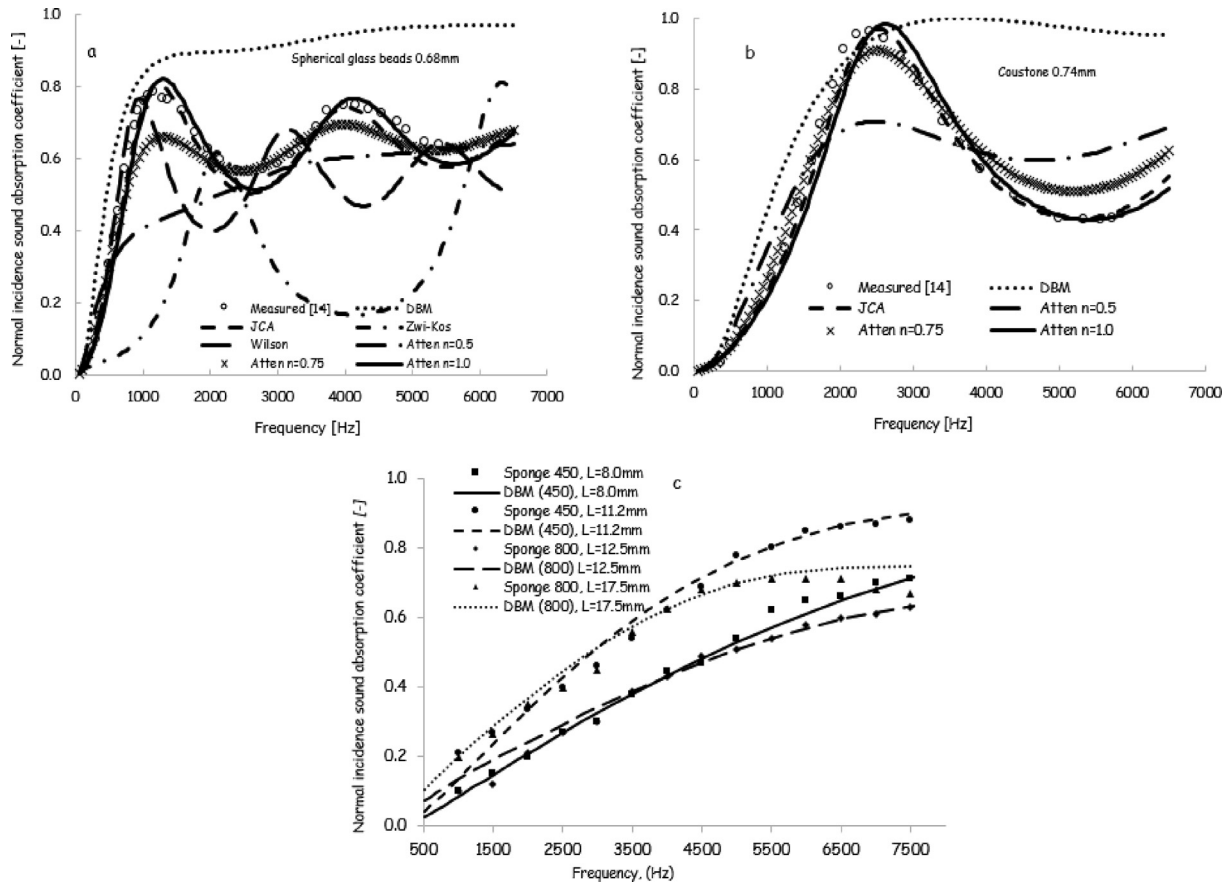 Normal incidence sound absorption coefficient [-]
1.0
0.8
0.6
0.4
0.2
0.0
a
Spherical glass beads 0.68mm
Measured [14]
DBM
JCA
Zwi-Kos
Wilson
Atten n=0.5
Atten n=0.75
Atten n=1.0
0 1000 2000 3000 4000 5000 6000 7000
Frequency [Hz]
Normal incidence sound absorption coefficient [-]
1.0
0.8
0.6
0.4
0.2
0.0
b
Coustone 0.74mm
Measured [14]
DBM
JCA
Atten n=0.5
Atten n=0.75
Atten n=1.0
0 1000 2000 3000 4000 5000 6000 7000
Frequency [Hz]
Normal incidence sound absorption coefficient [-]
1.0
0.8
0.6
0.4
0.2
0.0
c
Sponge 450, L=8.0mm
DBM (450), L=8.0mm
Sponge 450, L=11.2mm
DBM (450), L=11.2mm
Sponge 800, L=12.5mm
DBM (800) L=12.5mm
Sponge 800, L=17.5mm
DBM (800), L=17.5mm
500 1500 2500 3500 4500 5500 6500 7500
Frequency, (Hz)